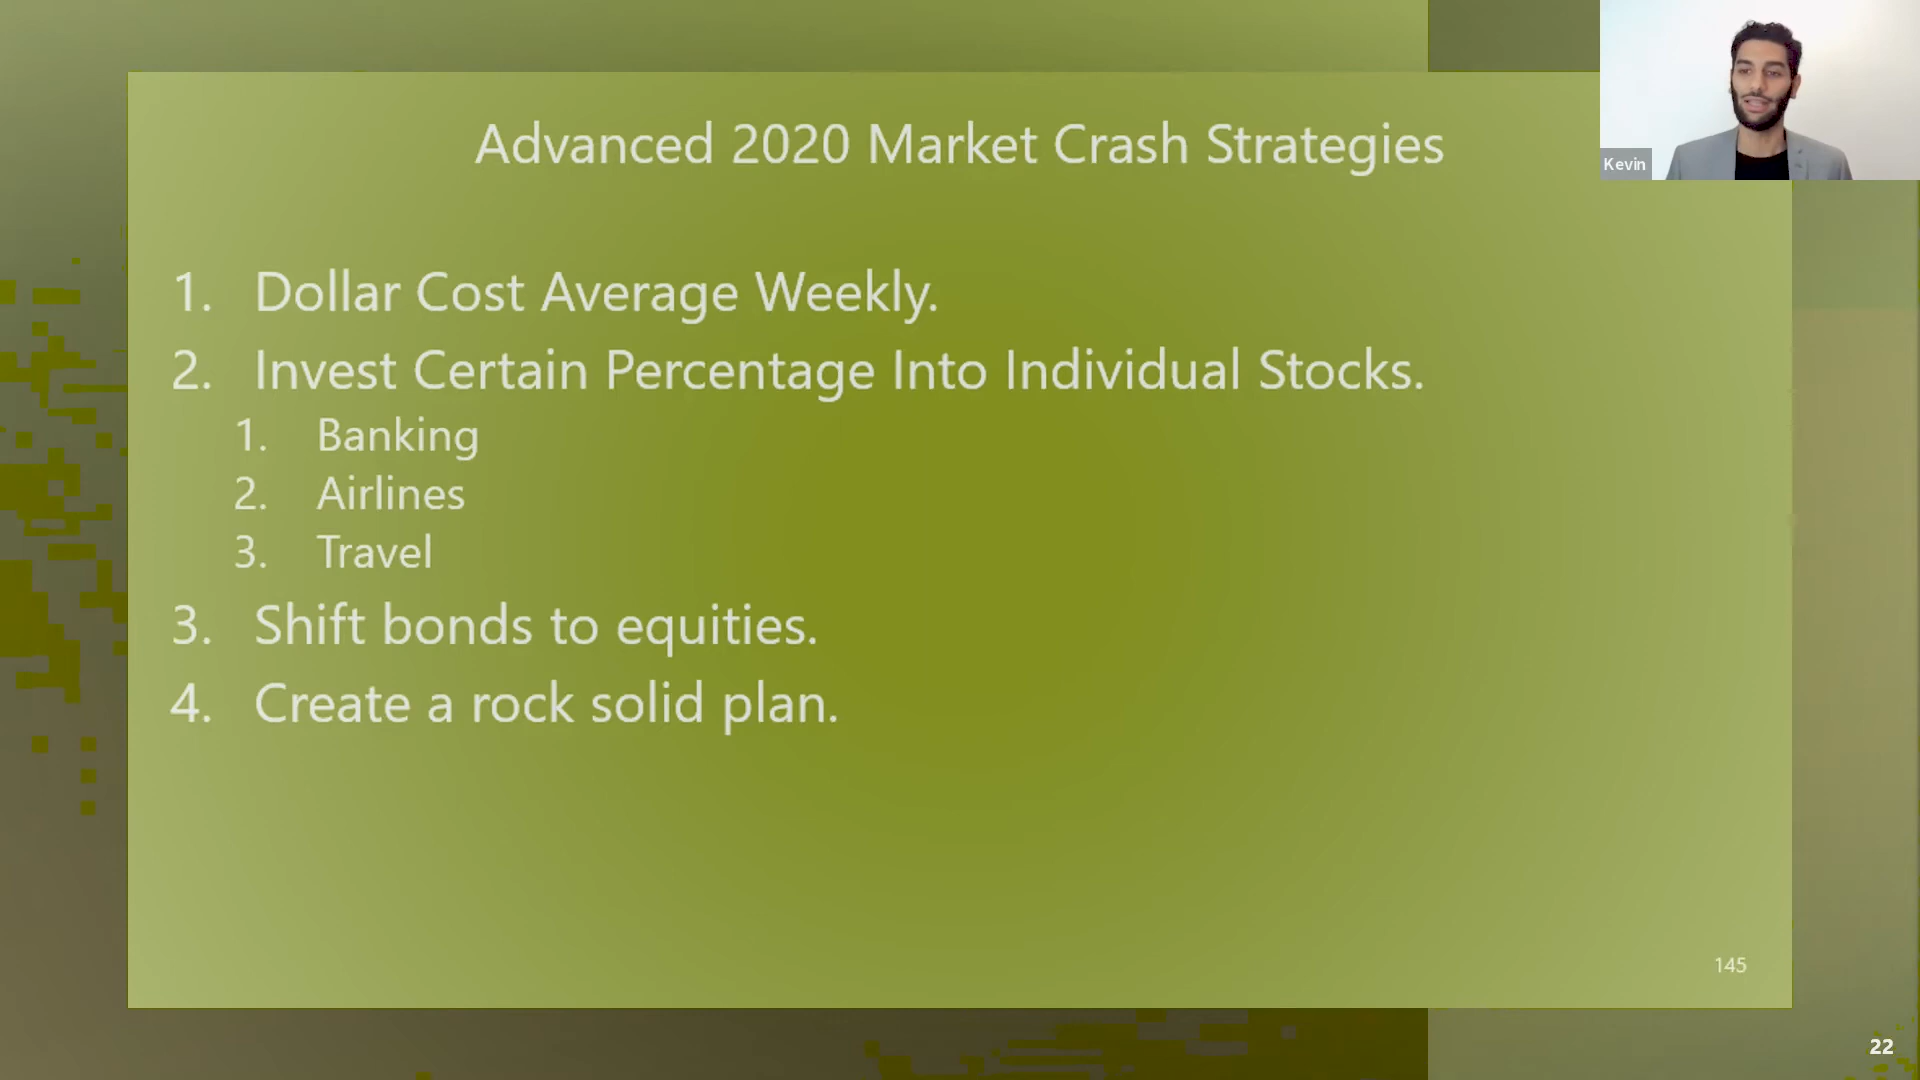 Advanced 2020 Market Crash Strategies
Kevin
1. Dollar Cost Average Weekly.
2. Invest Certain Percentage Into Individual Stocks.
1. Banking
2. Airlines
3. Travel
3. Shift bonds to equities.
4. Create a rock solid plan.
145
22